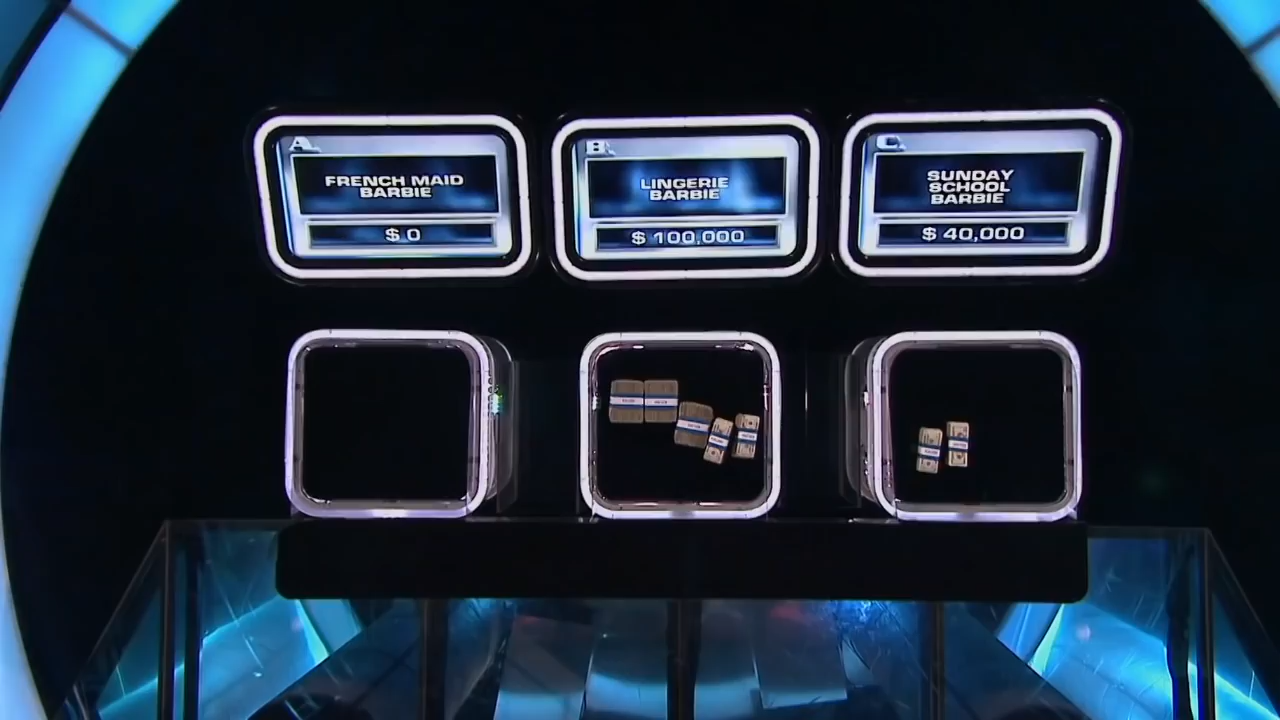 A.
FRENCH MAID
BARBIE
$ 0
B.
LINGERIE
BARBIE
$ 100,000
C.
SUNDAY
SCHOOL
BARBIE
$ 40,000